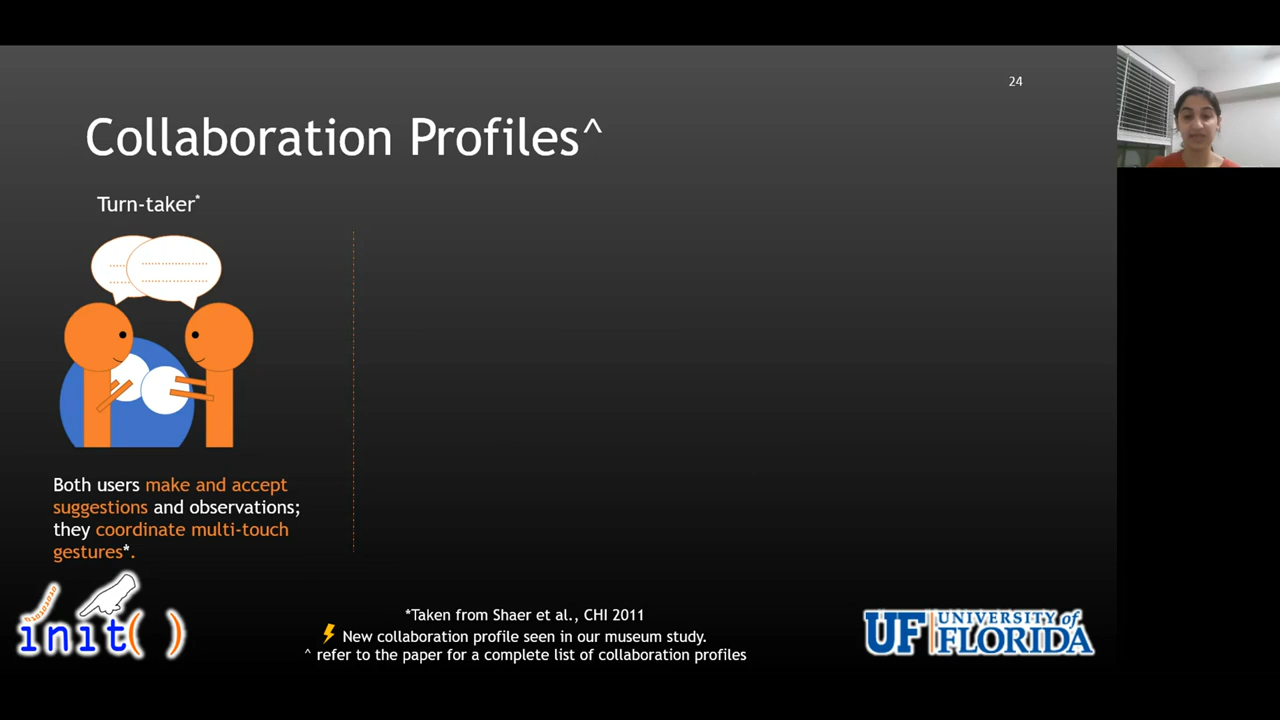 24
Collaboration Profiles^
Turn-taker*
Both users make and accept
suggestions and observations;
they coordinate multi-touch
gestures*.
init( )
*Taken from Shaer et al., CHI 2011
⚡ New collaboration profile seen in our museum study.
^ refer to the paper for a complete list of collaboration profiles
UF UNIVERSITY of
FLORIDA